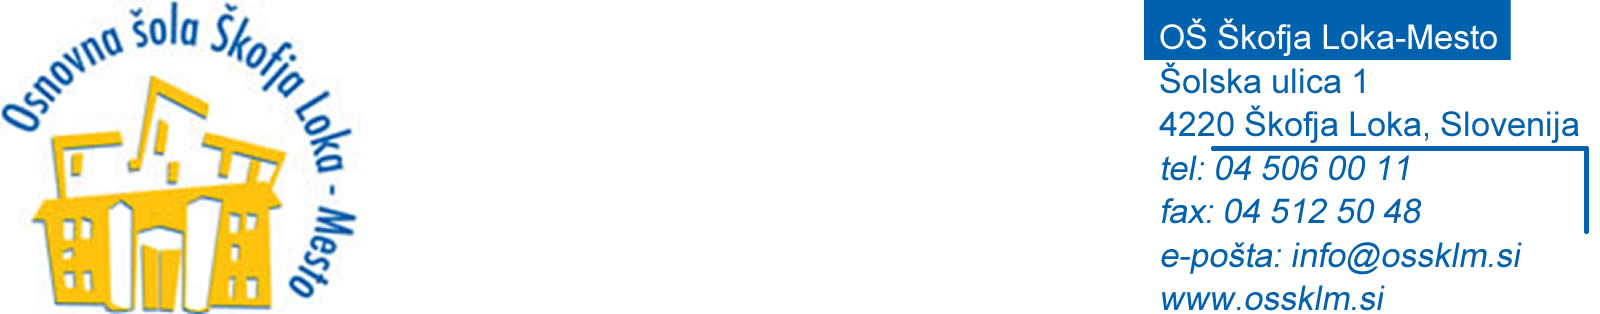 Osnovna šola Škofja Loka - Mesto
OŠ Škofja Loka-Mesto
Šolska ulica 1
4220 Škofja Loka, Slovenija
tel: 04 506 00 11
fax: 04 512 50 48
e-pošta: info@ossklm.si
www.ossklm.si